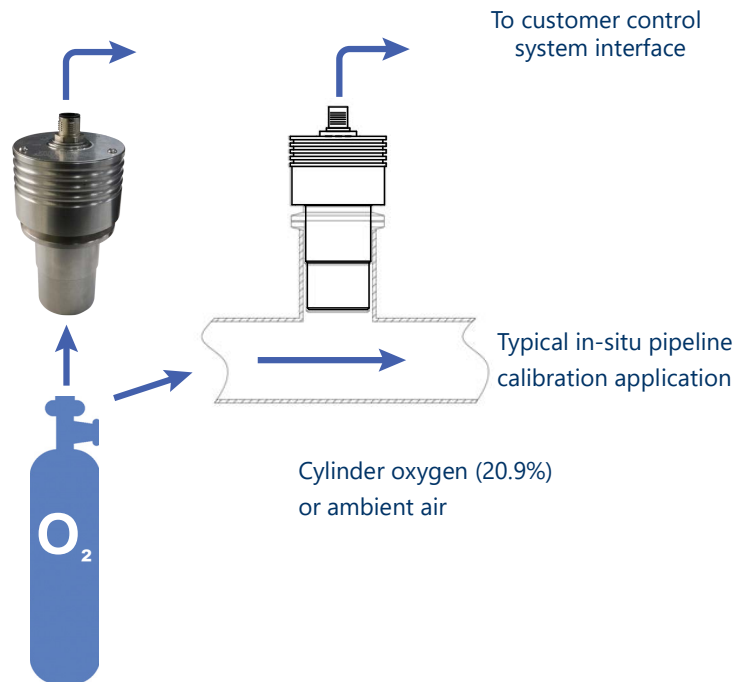 To customer control
system interface
Typical in-situ pipeline
calibration application
Cylinder oxygen (20.9%)
or ambient air
O₂